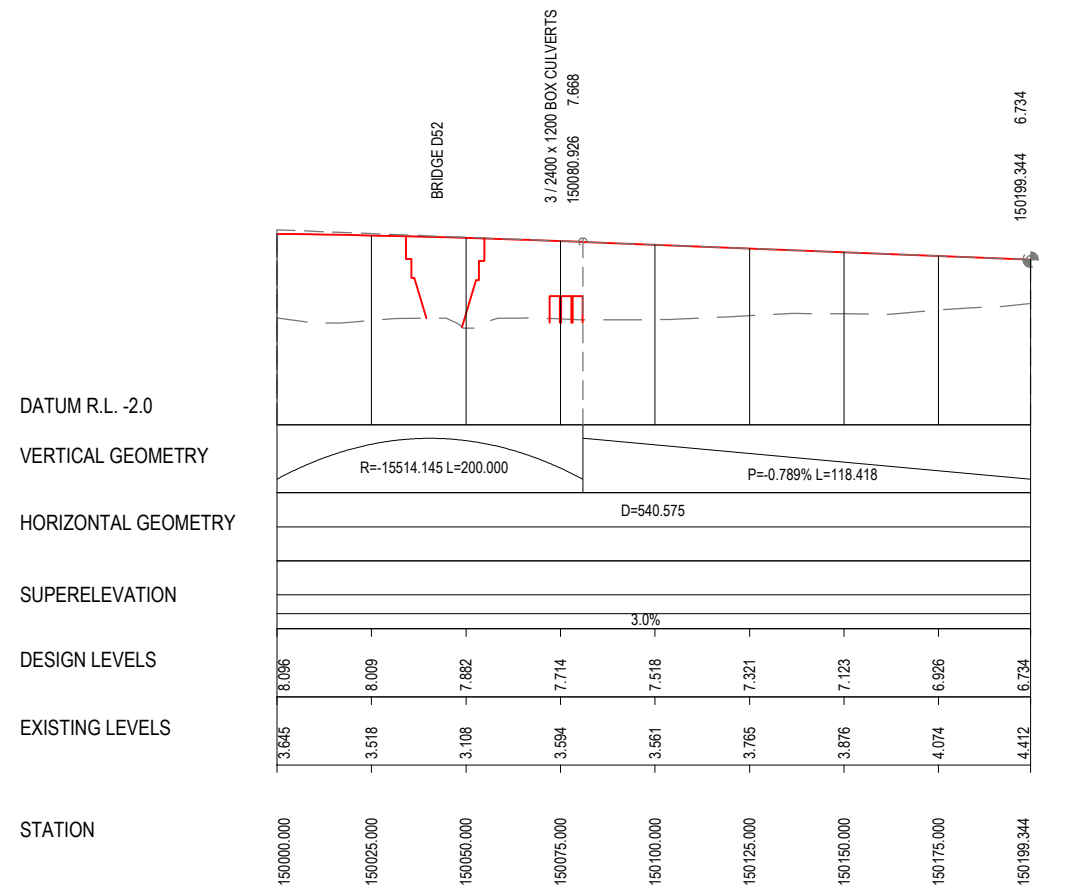 BRIDGE D52
3 / 2400 x 1200 BOX CULVERTS
150080.926 7.668
150199.344 6.734
DATUM R.L. -2.0
VERTICAL GEOMETRY
R=-15514.145 L=200.000
P=-0.789% L=118.418
HORIZONTAL GEOMETRY
D=540.575
SUPERELEVATION
3.0%
DESIGN LEVELS
8.096 8.009 7.882 7.714 7.518 7.321 7.123 6.926 6.734
EXISTING LEVELS
3.645 3.518 3.108 3.594 3.561 3.765 3.876 4.074 4.412
STATION
150000.000 150025.000 150050.000 150075.000 150100.000 150125.000 150150.000 150175.000 150199.344